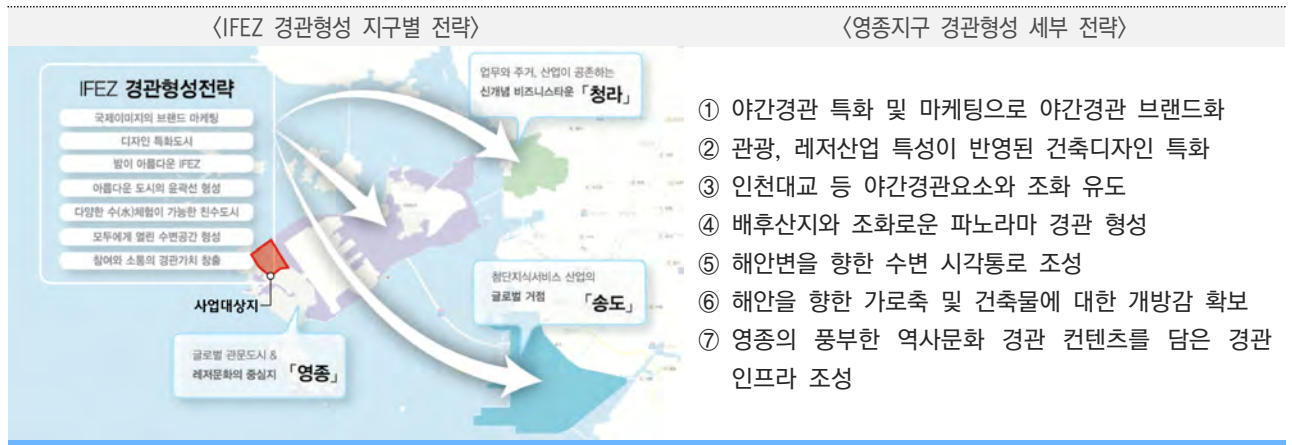 〈IFEZ 경관형성 지구별 전략〉
〈영종지구 경관형성 세부 전략〉
IFEZ 경관형성전략
국제이미지의 브랜드 마케팅
디자인 특화도시
밤이 아름다운 IFEZ
아름다운 도시의 윤곽선 형성
다양한 수(水)체험이 가능한 친수도시
모두에게 열린 수변공간 형성
참여와 소통의 경관가치 창출
사업대상지
업무와 주거, 산업이 공존하는
신개념 비즈니스타운 「청라」
첨단지식서비스 산업의
글로벌 거점 「송도」
글로벌 관문도시 &
레저문화의 중심지 「영종」
① 야간경관 특화 및 마케팅으로 야간경관 브랜드화
② 관광, 레저산업 특성이 반영된 건축디자인 특화
③ 인천대교 등 야간경관요소와 조화 유도
④ 배후산지와 조화로운 파노라마 경관 형성
⑤ 해안변을 향한 수변 시각통로 조성
⑥ 해안을 향한 가로축 및 건축물에 대한 개방감 확보
⑦ 영종의 풍부한 역사문화 경관 컨텐츠를 담은 경관
인프라 조성